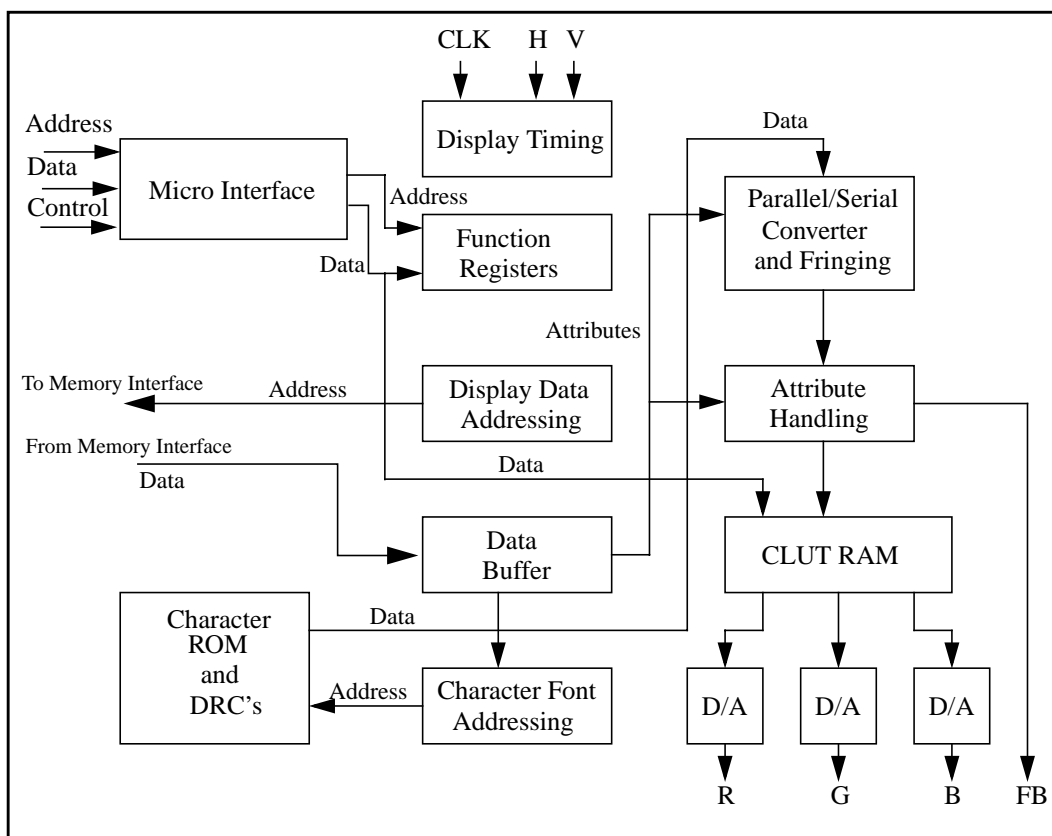 CLK H V
Display Timing
Address
Data
Control
Micro Interface
Address
Data
Function
Registers
Data
Parallel/Serial
Converter
and Fringing
Attributes
To Memory Interface
Address
Display Data
Addressing
Attribute
Handling
From Memory Interface
Data
Data
Data
Buffer
CLUT RAM
Character
ROM
and
DRC's
Data
Address
Character Font
Addressing
D/A D/A D/A
R G B FB